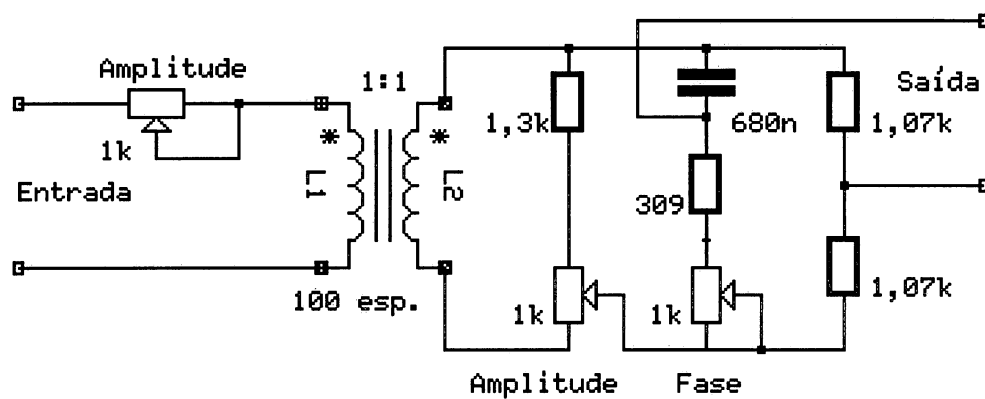 Amplitude
1:1
Saída
1,3k
680n
1,07k
1k
*
*
Entrada
L1
L2
309
100 esp.
1k
1k
1,07k
Amplitude
Fase